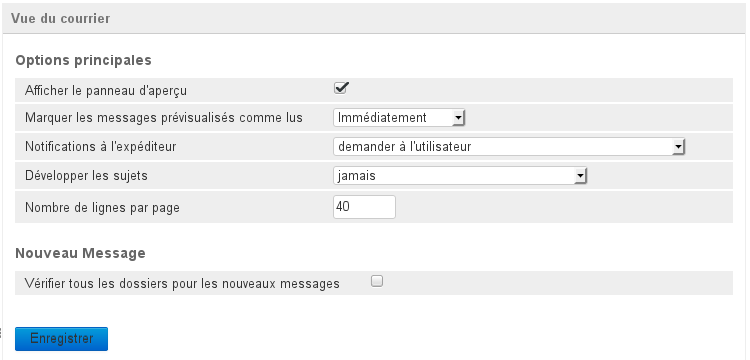 Vue du courrier
Options principales
Afficher le panneau d'aperçu
Marquer les messages prévisualisés comme lus Immédiatement
Notifications à l'expéditeur demander à l'utilisateur
Développer les sujets jamais
Nombre de lignes par page 40
Nouveau Message
Vérifier tous les dossiers pour les nouveaux messages
Enregistrer